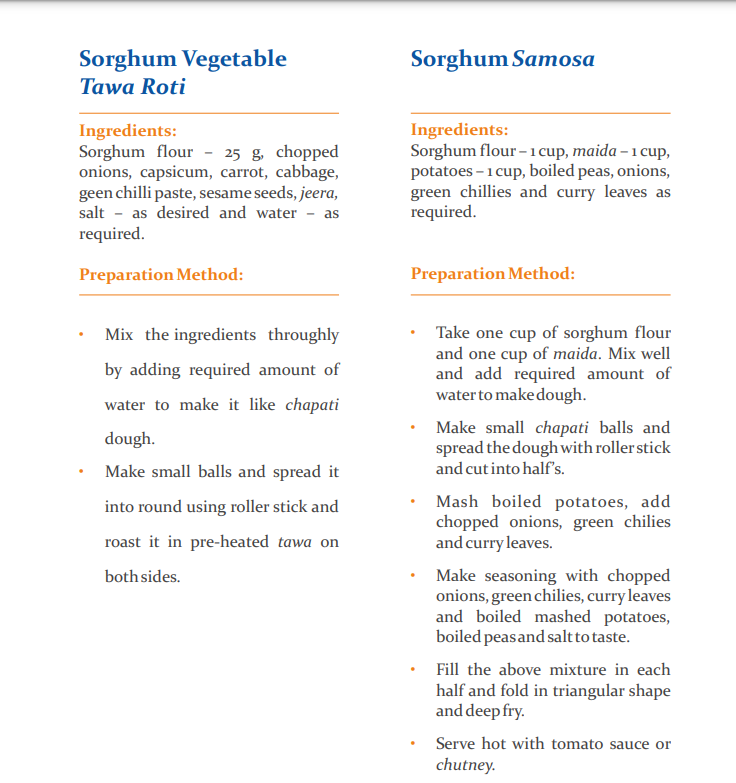 Sorghum Vegetable
Tawa Roti
Ingredients:
Sorghum flour – 25 g, chopped
onions, capsicum, carrot, cabbage,
geen chilli paste, sesame seeds, jeera,
salt – as desired and water – as
required.
Preparation Method:
• Mix the ingredients throughly
by adding required amount of
water to make it like chapati
dough.
• Make small balls and spread it
into round using roller stick and
roast it in pre-heated tawa on
both sides.
Sorghum Samosa
Ingredients:
Sorghum flour – 1 cup, maida – 1 cup,
potatoes – 1 cup, boiled peas, onions,
green chillies and curry leaves as
required.
Preparation Method:
• Take one cup of sorghum flour
and one cup of maida. Mix well
and add required amount of
water to make dough.
• Make small chapati balls and
spread the dough with roller stick
and cut into half's.
• Mash boiled potatoes, add
chopped onions, green chilies
and curry leaves.
• Make seasoning with chopped
onions, green chilies, curry leaves
and boiled mashed potatoes,
boiled peas and salt to taste.
• Fill the above mixture in each
half and fold in triangular shape
and deep fry.
• Serve hot with tomato sauce or
chutney.